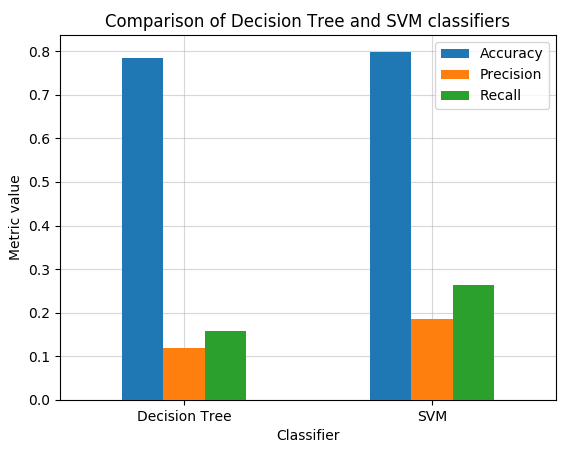 Comparison of Decision Tree and SVM classifiers
Accuracy
Precision
Recall
0.8
0.7
0.6
0.5
0.4
0.3
0.2
0.1
0.0
Metric value
Decision Tree
SVM
Classifier